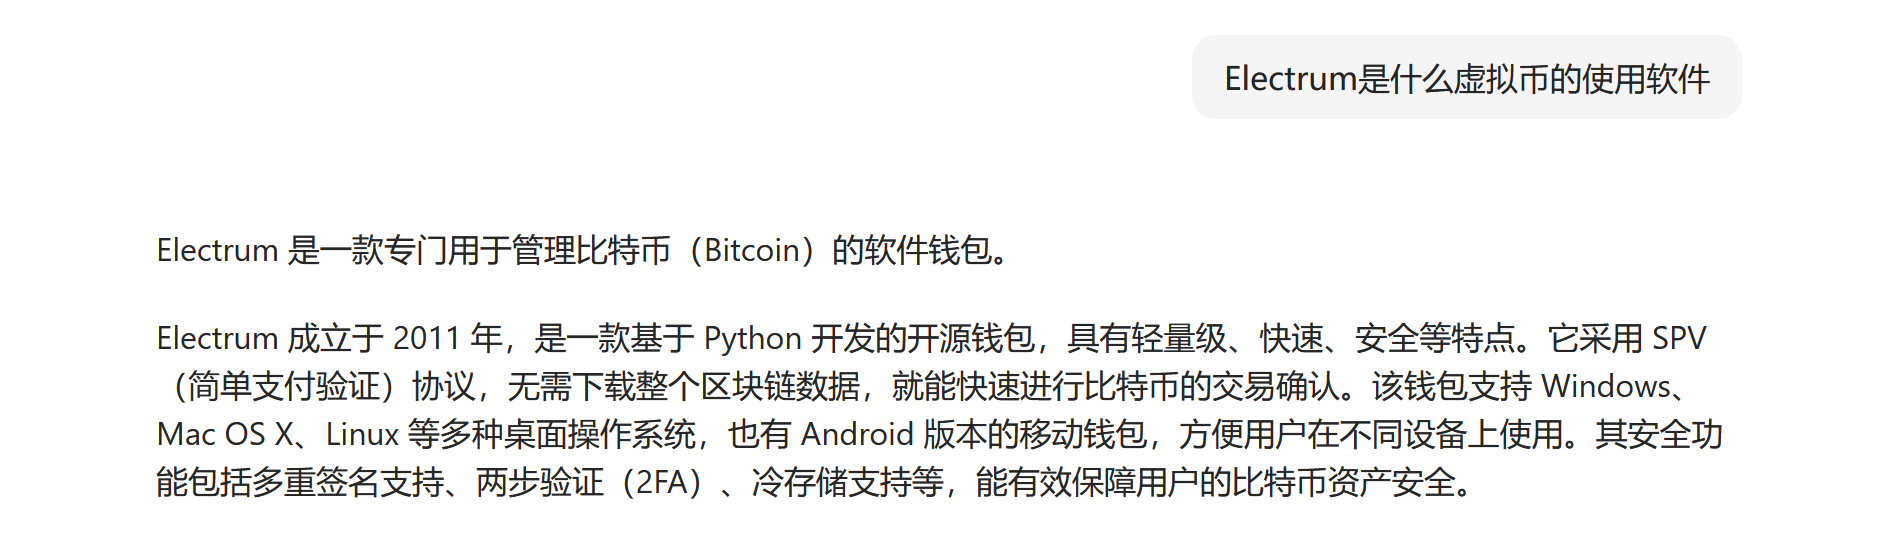 Electrum是什么虚拟币的使用软件
Electrum 是一款专门用于管理比特币（Bitcoin）的软件钱包。
Electrum 成立于 2011 年，是一款基于 Python 开发的开源钱包，具有轻量级、快速、安全等特点。它采用 SPV
（简单支付验证）协议，无需下载整个区块链数据，就能快速进行比特币的交易确认。该钱包支持 Windows、
Mac OS X、Linux 等多种桌面操作系统，也有 Android 版本的移动钱包，方便用户在不同设备上使用。其安全功
能包括多重签名支持、两步验证（2FA）、冷存储支持等，能有效保障用户的比特币资产安全。